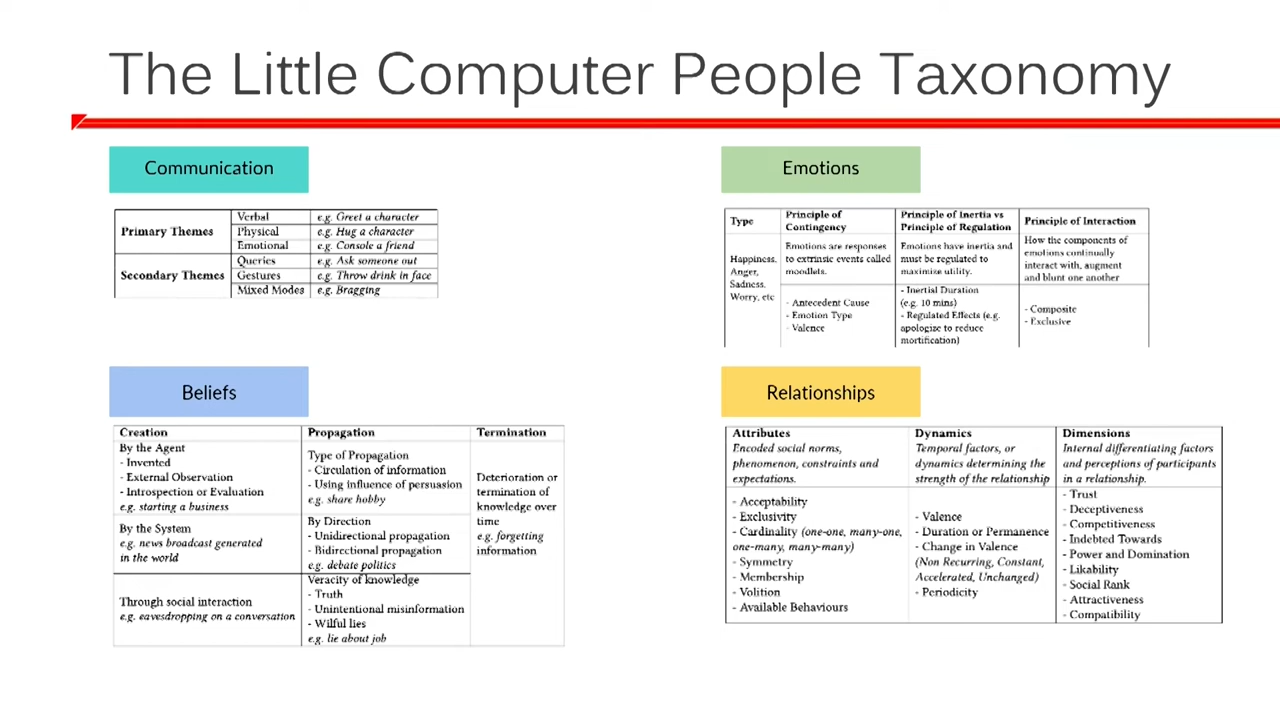 The Little Computer People Taxonomy
Communication
Primary Themes
Verbal
e.g. Greet a character
Physical
e.g. Hug a character
Emotional
e.g. Console a friend
Secondary Themes
Queries
e.g. Ask someone out
Gestures
e.g. Throw drink in face
Mixed Modes
e.g. Bragging
Emotions
Type
Principle of
Contingency
Principle of Inertia vs
Principle of Regulation
Principle of Interaction
Happiness,
Anger,
Sadness,
Worry, etc
Emotions are responses
to extrinsic events called
moodlets.
Emotions have inertia and
must be regulated to
maximize utility.
How the components of
emotions continually
interact with, augment
and blunt one another
- Antecedent Cause
- Emotion Type
- Valence
- Inertial Duration
(e.g. 10 mins)
- Regulated Effects (e.g.
apologize to reduce
mortification)
- Composite
- Exclusive
Beliefs
Creation
By the Agent
- Invented
- External Observation
- Introspection or Evaluation
e.g. starting a business
By the System
e.g. news broadcast generated
in the world
Through social interaction
e.g. eavesdropping on a conversation
Propagation
Type of Propagation
- Circulation of information
- Using influence of persuasion
e.g. share hobby
By Direction
- Unidirectional propagation
- Bidirectional propagation
e.g. debate politics
Veracity of knowledge
- Truth
- Unintentional misinformation
- Wilful lies
e.g. lie about job
Termination
Deterioration or
termination of
knowledge over
time
e.g. forgetting
information
Relationships
Attributes
Encoded social norms,
phenomenon, constraints and
expectations.
- Acceptability
- Exclusivity
- Cardinality (one-one, many-one,
one-many, many-many)
- Symmetry
- Membership
- Volition
- Available Behaviours
Dynamics
Temporal factors, or
dynamics determining the
strength of the relationship
- Valence
- Duration or Permanence
- Change in Valence
(Non Recurring, Constant,
Accelerated, Unchanged)
- Periodicity
Dimensions
Internal differentiating factors
and perceptions of participants
in a relationship.
- Trust
- Deceptiveness
- Competitiveness
- Indebted Towards
- Power and Domination
- Likability
- Social Rank
- Attractiveness
- Compatibility